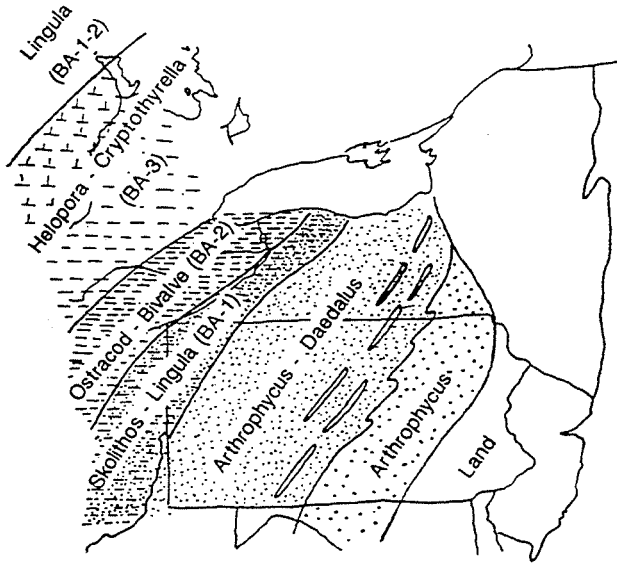 Lingula
(BA-1-2)
Helopora - Cryptothyrella
(BA-3)
Ostracod - Bivalve (BA-2)
Skolithos - Lingula (BA-1)
Arthrophycus - Daedalus
Arthrophycus
Land